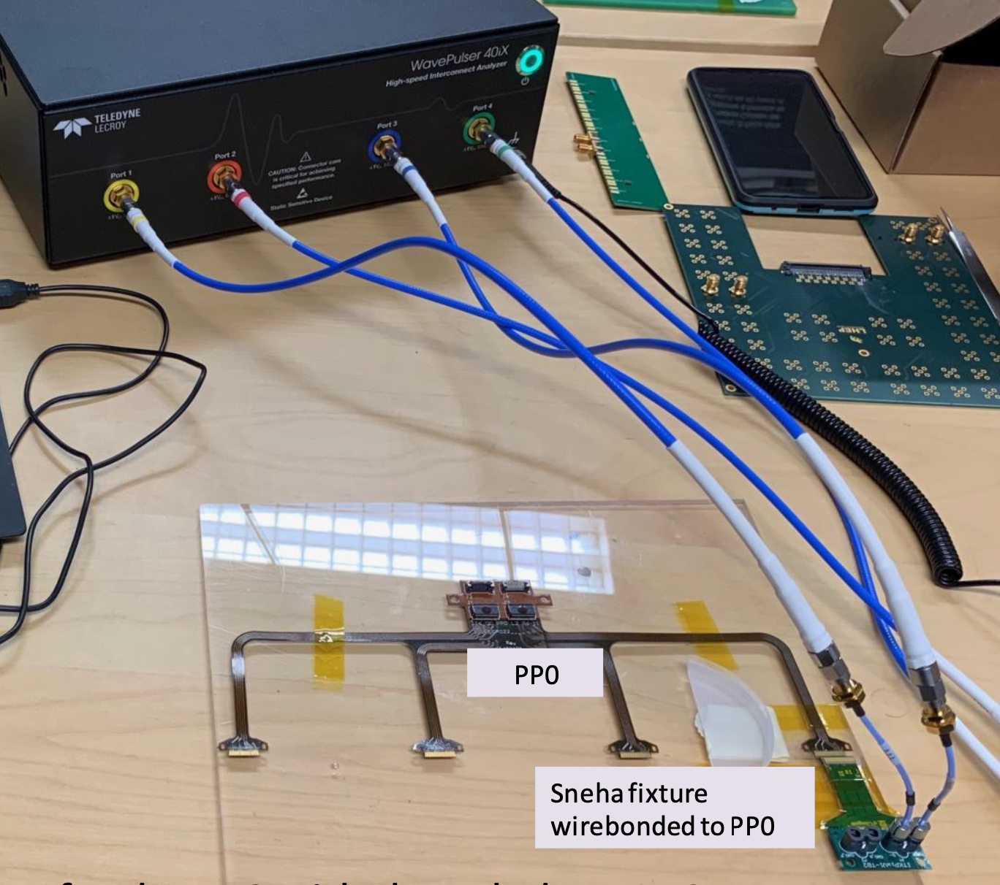 WavePulser 40iX
High-speed Interconnect Analyzer
TELEDYNE
LECROY
Port 1
Port 2
Port 3
Port 4
CAUTION: Connector care
is critical for achieving
specified performance.
Static Sensitive Device
LHEP
PP0
Sneha fixture
wirebonded to PP0